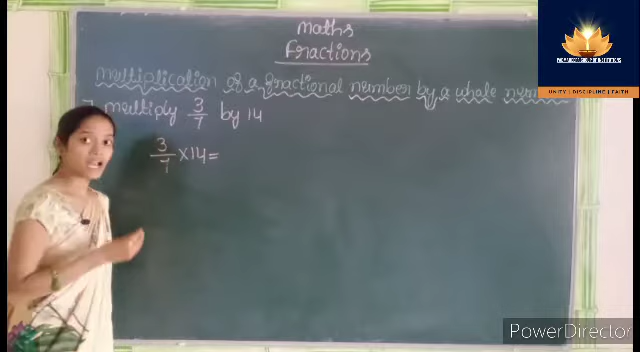 Maths
Fractions
Multiplication of a fractional number by a whole
multiply 3/7 by 14
3/7 × 14 =
UNITY | DISCIPLINE | FAITH
PowerDirector